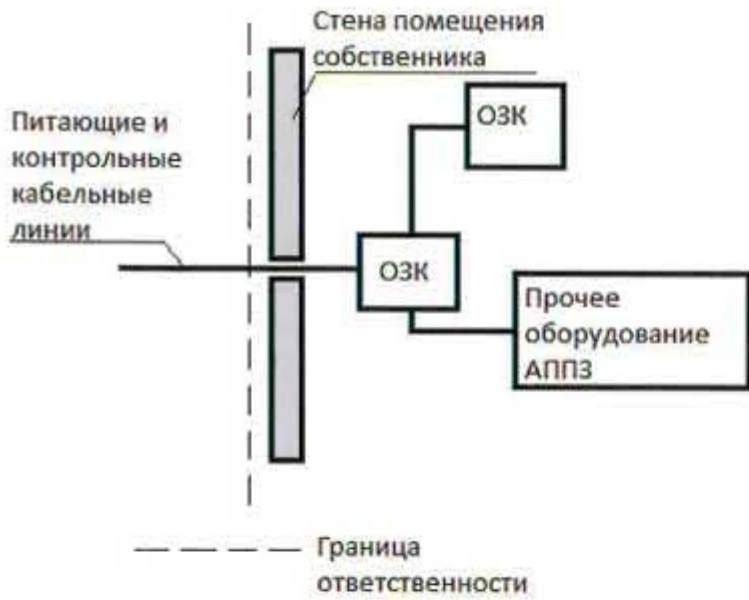 Стена помещения
собственника
Питающие и
контрольные
кабельные
линии
ОЗК
ОЗК
Прочее
оборудование
АППЗ
Граница
ответственности